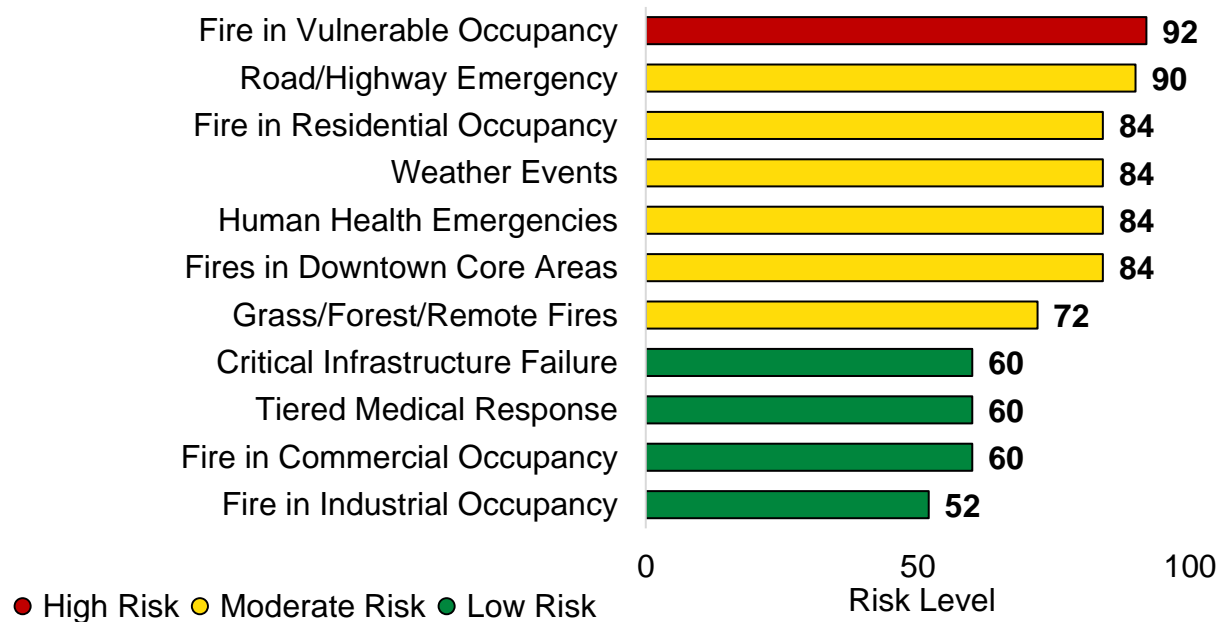 Fire in Vulnerable Occupancy 92
Road/Highway Emergency 90
Fire in Residential Occupancy 84
Weather Events 84
Human Health Emergencies 84
Fires in Downtown Core Areas 84
Grass/Forest/Remote Fires 72
Critical Infrastructure Failure 60
Tiered Medical Response 60
Fire in Commercial Occupancy 60
Fire in Industrial Occupancy 52
0 50 100
High Risk Moderate Risk Low Risk
Risk Level